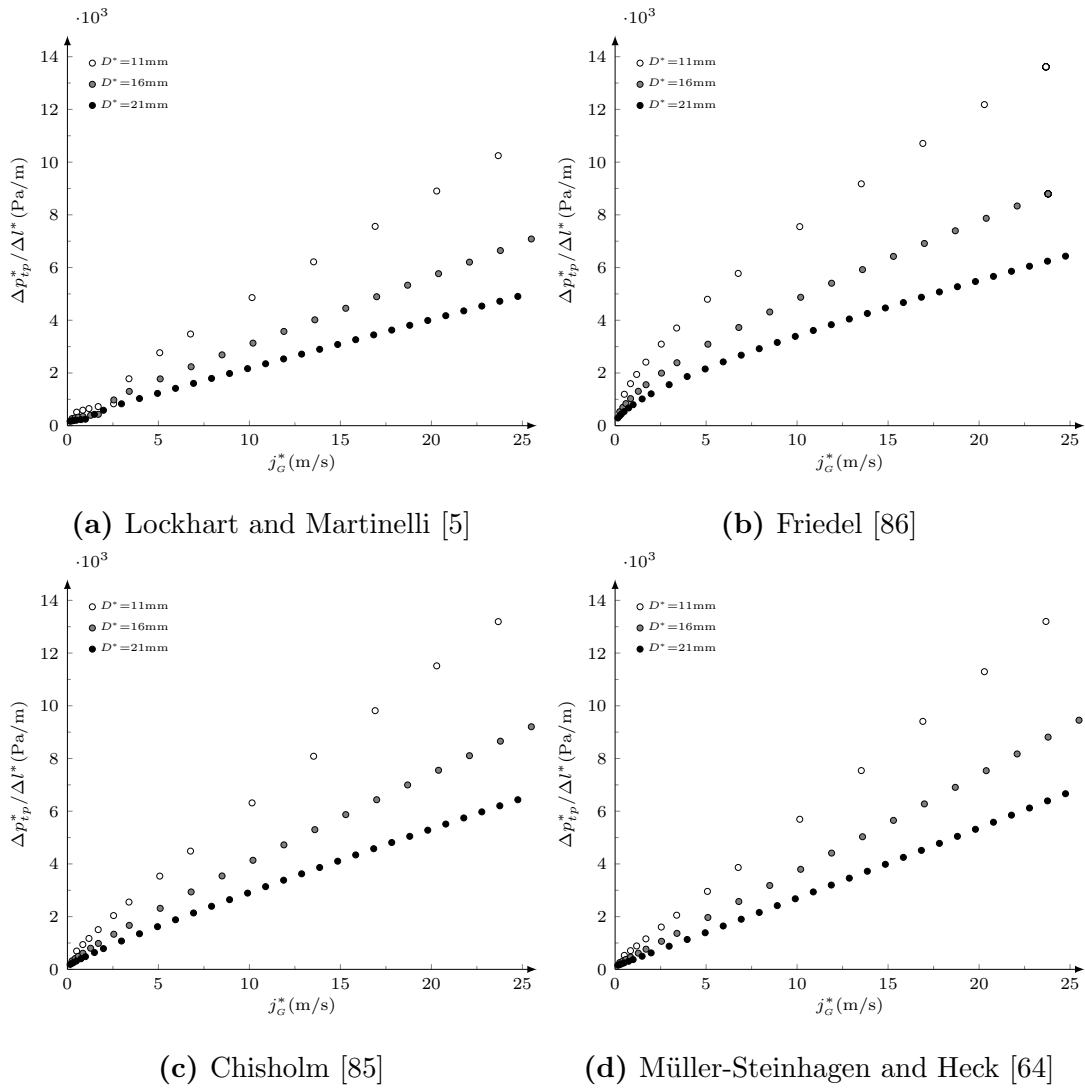 ·10³
14
12
10
8
6
4
2
0
Δp*tp/Δl*(Pa/m)
D*=11mm
D*=16mm
D*=21mm
0 5 10 15 20 25
j*G(m/s)
(a) Lockhart and Martinelli [5]
·10³
14
12
10
8
6
4
2
0
Δp*tp/Δl*(Pa/m)
D*=11mm
D*=16mm
D*=21mm
0 5 10 15 20 25
j*G(m/s)
(b) Friedel [86]
·10³
14
12
10
8
6
4
2
0
Δp*tp/Δl*(Pa/m)
D*=11mm
D*=16mm
D*=21mm
0 5 10 15 20 25
j*G(m/s)
(c) Chisholm [85]
·10³
14
12
10
8
6
4
2
0
Δp*tp/Δl*(Pa/m)
D*=11mm
D*=16mm
D*=21mm
0 5 10 15 20 25
j*G(m/s)
(d) Müller-Steinhagen and Heck [64]